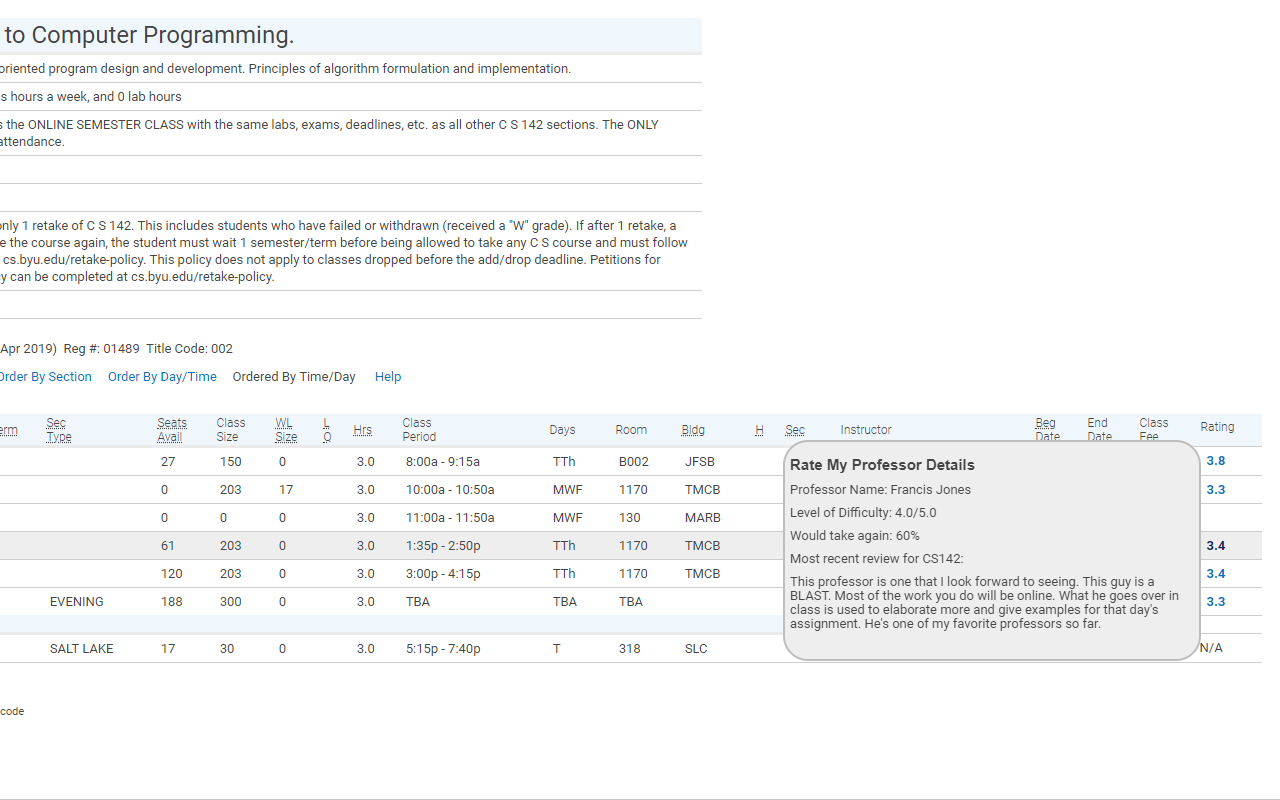 to Computer Programming.
oriented program design and development. Principles of algorithm formulation and implementation.
s hours a week, and 0 lab hours
s the ONLINE SEMESTER CLASS with the same labs, exams, deadlines, etc. as all other C S 142 sections. The ONLY
attendance.
only 1 retake of C S 142. This includes students who have failed or withdrawn (received a "W" grade). If after 1 retake, a
e the course again, the student must wait 1 semester/term before being allowed to take any C S course and must follow
cs.byu.edu/retake-policy. This policy does not apply to classes dropped before the add/drop deadline. Petitions for
cy can be completed at cs.byu.edu/retake-policy.
Apr 2019) Reg #: 01489 Title Code: 002
Order By Section Order By Day/Time Ordered By Time/Day Help
erm Sec Type Seats Avail Class Size WL Size L Q Hrs Class Period Days Room Bldg H Sec Instructor Beg Date End Date Class Fee Rating
27 150 0 3.0 8:00a - 9:15a TTh B002 JFSB 3.8
0 203 17 3.0 10:00a - 10:50a MWF 1170 TMCB 3.3
0 0 0 3.0 11:00a - 11:50a MWF 130 MARB
61 203 0 3.0 1:35p - 2:50p TTh 1170 TMCB 3.4
120 203 0 3.0 3:00p - 4:15p TTh 1170 TMCB 3.4
EVENING 188 300 0 3.0 TBA TBA TBA 3.3
SALT LAKE 17 30 0 3.0 5:15p - 7:40p T 318 SLC N/A
Rate My Professor Details
Professor Name: Francis Jones
Level of Difficulty: 4.0/5.0
Would take again: 60%
Most recent review for CS142:
This professor is one that I look forward to seeing. This guy is a
BLAST. Most of the work you do will be online. What he goes over in
class is used to elaborate more and give examples for that day's
assignment. He's one of my favorite professors so far.
code